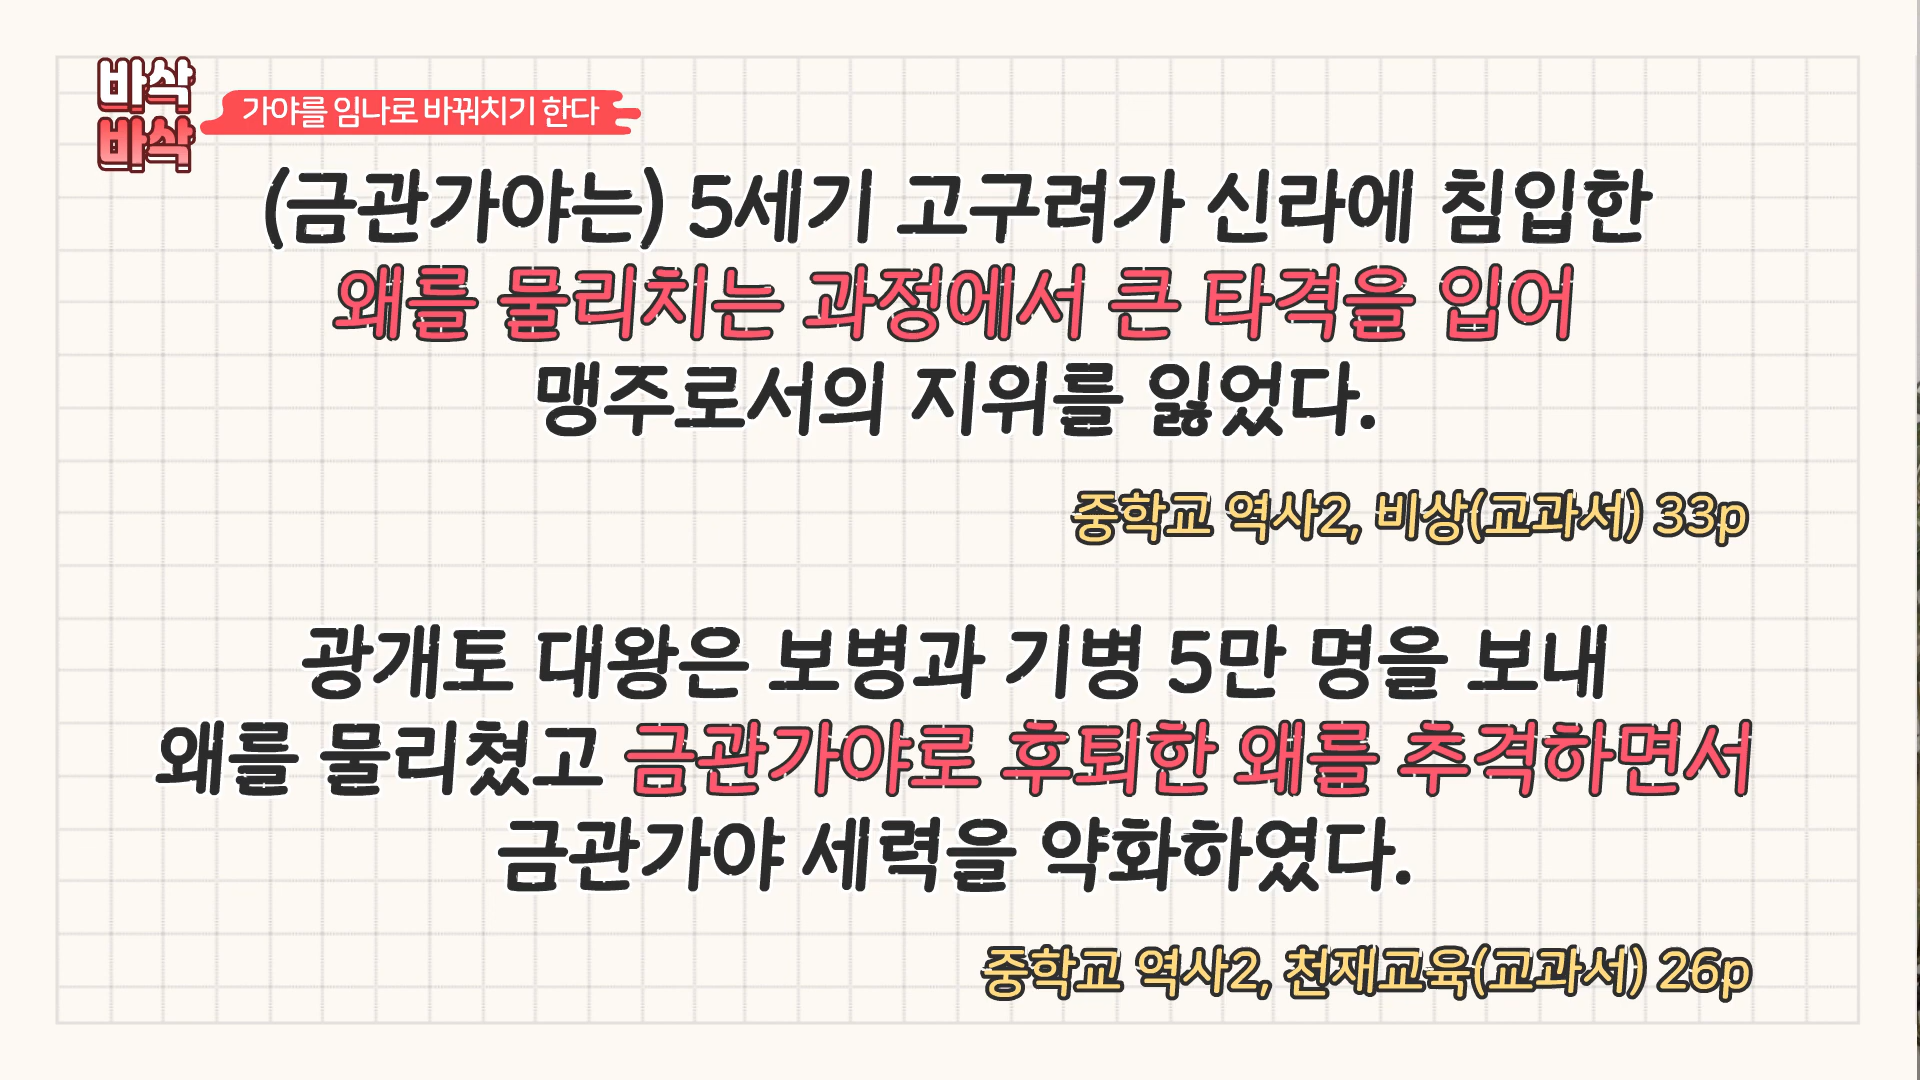 바삭
바삭
가야를 임나로 바꿔치기 한다
(금관가야는) 5세기 고구려가 신라에 침입한
왜를 물리치는 과정에서 큰 타격을 입어
맹주로서의 지위를 잃었다.
중학교 역사2, 비상(교과서) 33p
광개토 대왕은 보병과 기병 5만 명을 보내
왜를 물리쳤고 금관가야로 후퇴한 왜를 추격하면서
금관가야 세력을 약화하였다.
중학교 역사2, 천재교육(교과서) 26p